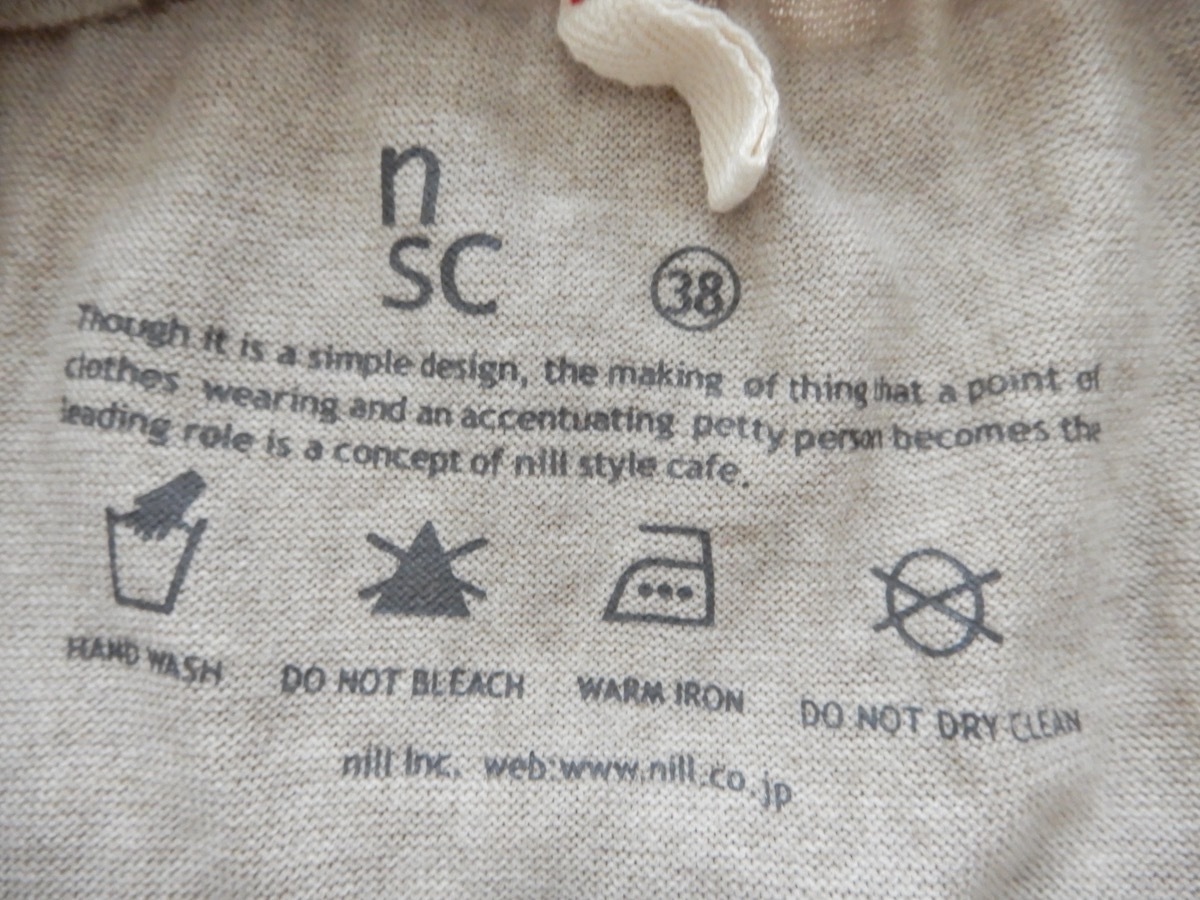 n
sc
38
Though it is a simple design, the making of thing that a point of
clothes wearing and an accentuating petty person becomes the
leading role is a concept of nill style cafe.
HAND WASH
DO NOT BLEACH
WARM IRON
DO NOT DRY CLEAN
nill Inc. web:www.nill.co.jp